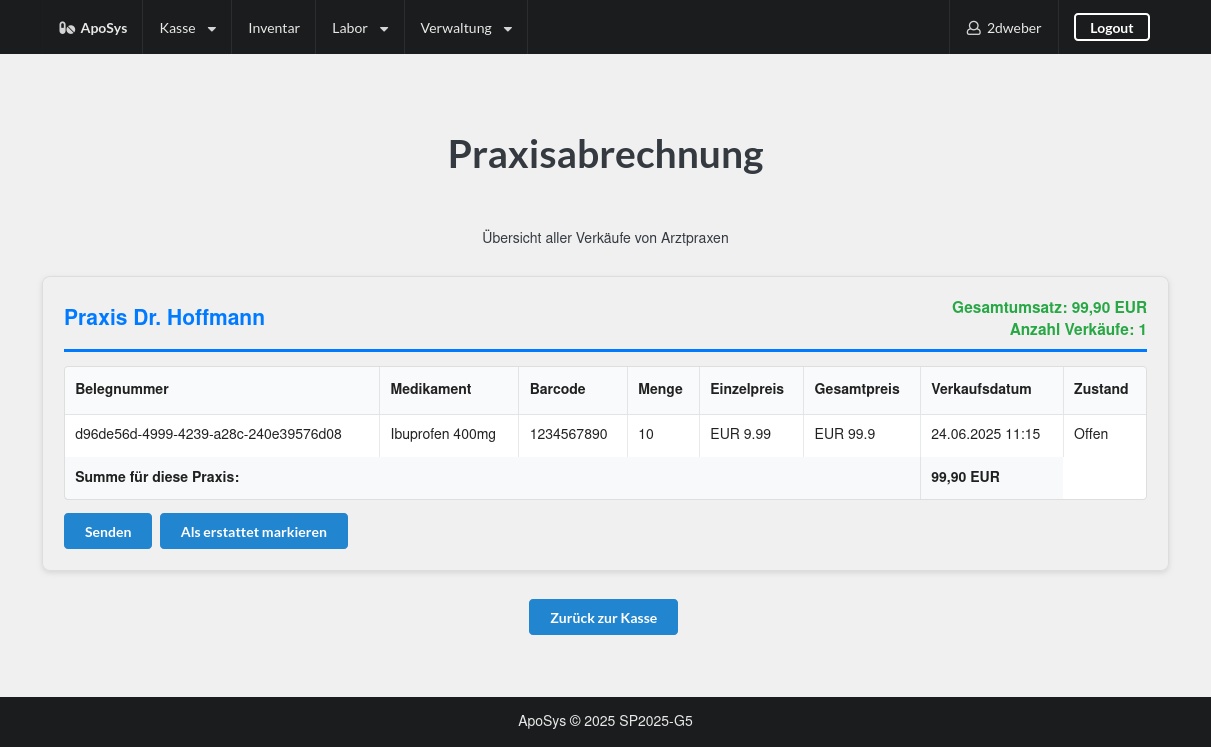 ApoSys Kasse Inventar Labor Verwaltung 2dweber Logout
Praxisabrechnung
Übersicht aller Verkäufe von Arztpraxen
Praxis Dr. Hoffmann
Gesamtumsatz: 99,90 EUR
Anzahl Verkäufe: 1
Belegnummer Medikament Barcode Menge Einzelpreis Gesamtpreis Verkaufsdatum Zustand
d96de56d-4999-4239-a28c-240e39576d08 Ibuprofen 400mg 1234567890 10 EUR 9.99 EUR 99.9 24.06.2025 11:15 Offen
Summe für diese Praxis: 99,90 EUR
Senden Als erstattet markieren
Zurück zur Kasse
ApoSys © 2025 SP2025-G5